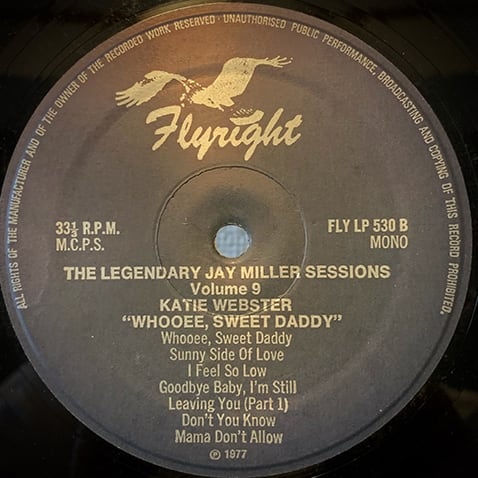 ALL RIGHTS OF THE MANUFACTURER AND OF THE OWNER OF THE RECORDED WORK RESERVED · UNAUTHORISED PUBLIC PERFORMANCE, BROADCASTING AND COPYING OF THIS RECORD PROHIBITED.
Flyright
33⅓ R.P.M.
M.C.P.S.
FLY LP 530 B
MONO
THE LEGENDARY JAY MILLER SESSIONS
Volume 9
KATIE WEBSTER
"WHOOEE, SWEET DADDY"
Whooee, Sweet Daddy
Sunny Side Of Love
I Feel So Low
Goodbye Baby, I'm Still
Leaving You (Part 1)
Don't You Know
Mama Don't Allow
℗ 1977